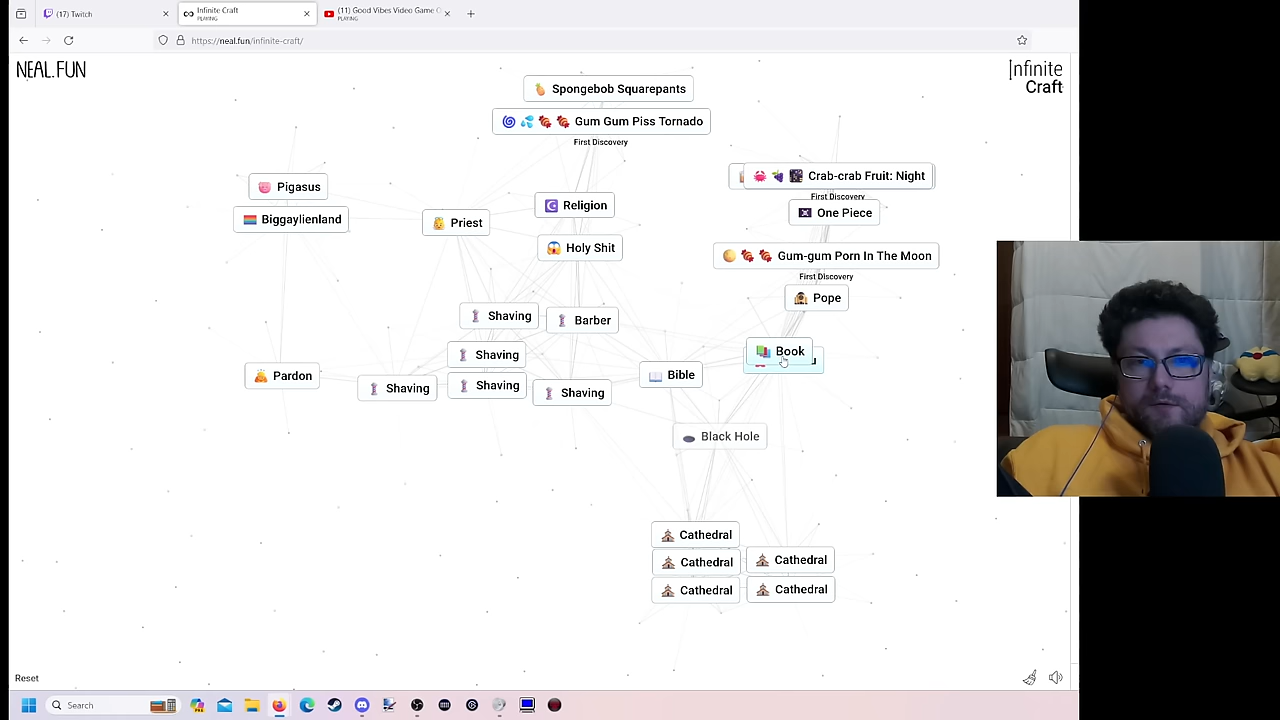 (17) Twitch
Infinite Craft
PLAYING
(11) Good Vibes Video Game
PLAYING
https://neal.fun/infinite-craft/
NEAL.FUN
Infinite
Craft
Spongebob Squarepants
Gum Gum Piss Tornado
First Discovery
Crab-crab Fruit: Night
First Discovery
Pigasus
Religion
One Piece
Biggaylienland
Priest
Holy Shit
Gum-gum Porn In The Moon
First Discovery
Pope
Shaving
Barber
Book
Shaving
Pardon
Bible
Shaving
Shaving
Shaving
Black Hole
Cathedral
Cathedral
Cathedral
Cathedral
Cathedral
Reset
Search